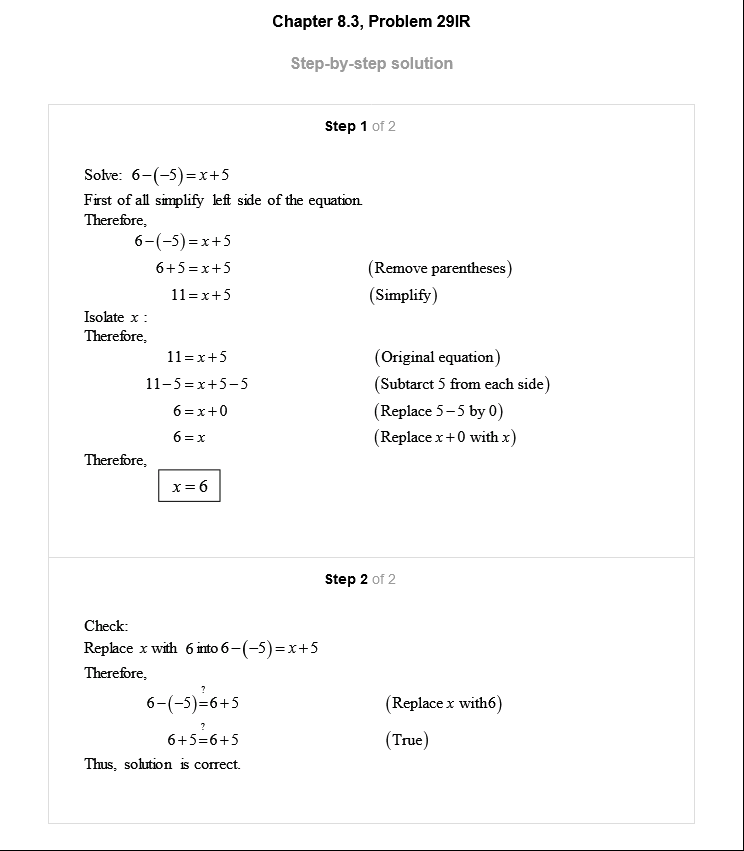 Chapter 8.3, Problem 29IR
Step-by-step solution
Step 1 of 2
Solve: 6−(−5)=x+5
First of all simplify left side of the equation.
Therefore,
6−(−5)=x+5
6+5=x+5 (Remove parentheses)
11=x+5 (Simplify)
Isolate x :
Therefore,
11=x+5 (Original equation)
11−5=x+5−5 (Subtarct 5 from each side)
6=x+0 (Replace 5−5 by 0)
6=x (Replace x+0 with x)
Therefore,
x=6
Step 2 of 2
Check:
Replace x with 6 into 6−(−5)=x+5
Therefore,
?
6−(−5)=6+5 (Replace x with6)
?
6+5=6+5 (True)
Thus, solution is correct.